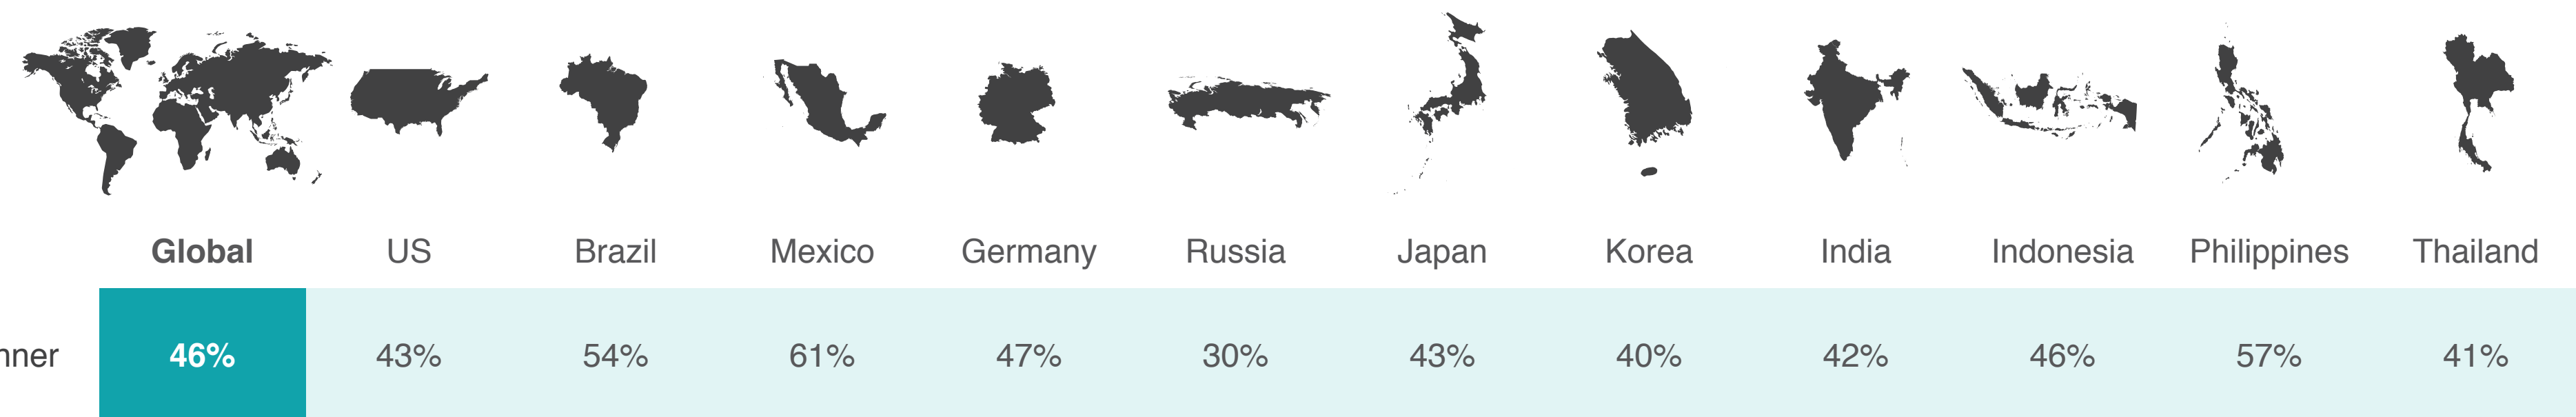 Global US Brazil Mexico Germany Russia Japan Korea India Indonesia Philippines Thailand
46% 43% 54% 61% 47% 30% 43% 40% 42% 46% 57% 41%